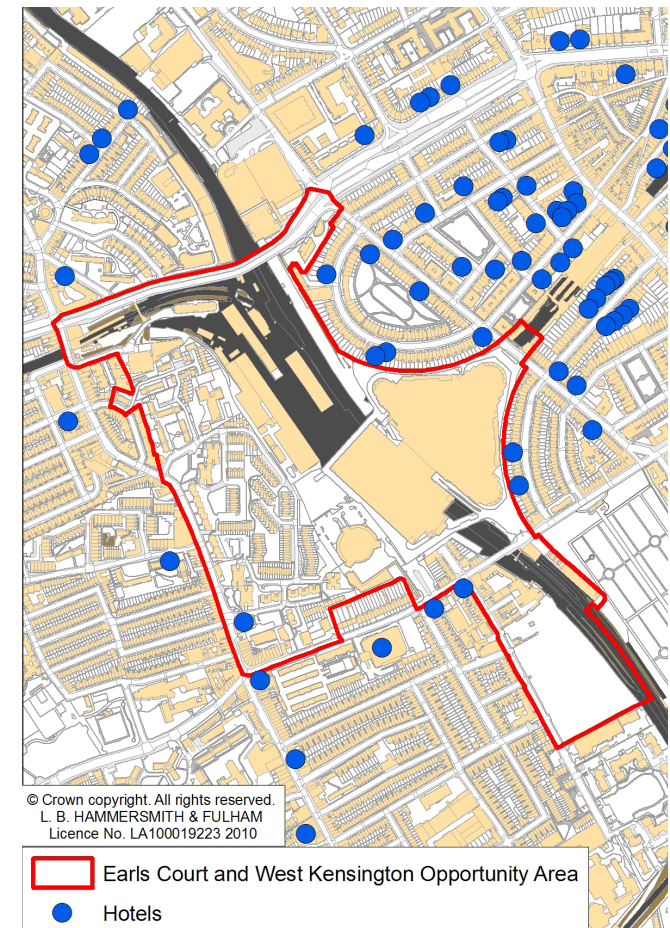 © Crown copyright. All rights reserved.
L. B. HAMMERSMITH & FULHAM
Licence No. LA100019223 2010
Earls Court and West Kensington Opportunity Area
Hotels